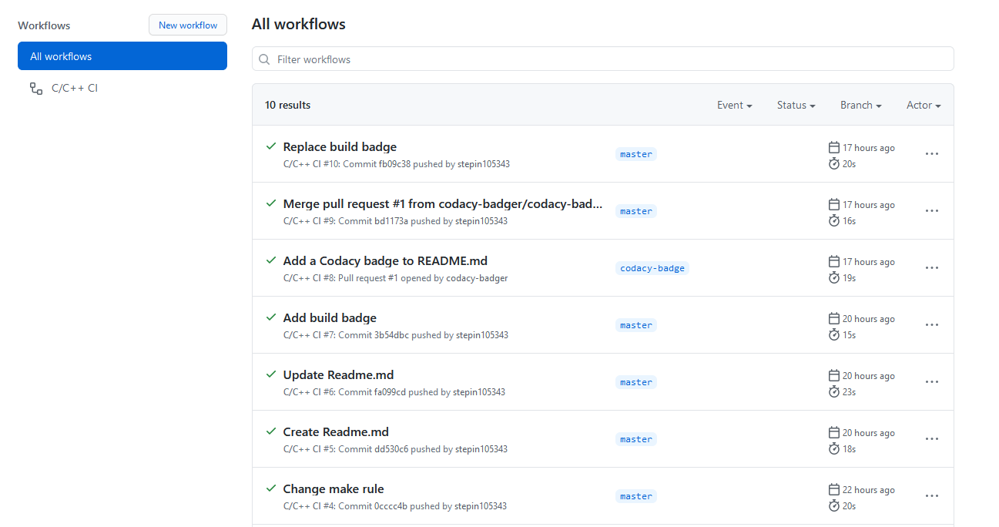 Workflows
New workflow
All workflows
C/C++ CI
All workflows
Filter workflows
10 results
Event
Status
Branch
Actor
Replace build badge
C/C++ CI #10: Commit fb09c38 pushed by stepin105343
master
17 hours ago
20s
Merge pull request #1 from codacy-badger/codacy-bad...
C/C++ CI #9: Commit bd1173a pushed by stepin105343
master
17 hours ago
16s
Add a Codacy badge to README.md
C/C++ CI #8: Pull request #1 opened by codacy-badger
codacy-badge
17 hours ago
19s
Add build badge
C/C++ CI #7: Commit 3b54dbc pushed by stepin105343
master
20 hours ago
15s
Update Readme.md
C/C++ CI #6: Commit fa099cd pushed by stepin105343
master
20 hours ago
23s
Create Readme.md
C/C++ CI #5: Commit dd530c6 pushed by stepin105343
master
20 hours ago
18s
Change make rule
C/C++ CI #4: Commit 0cccc4b pushed by stepin105343
master
22 hours ago
20s